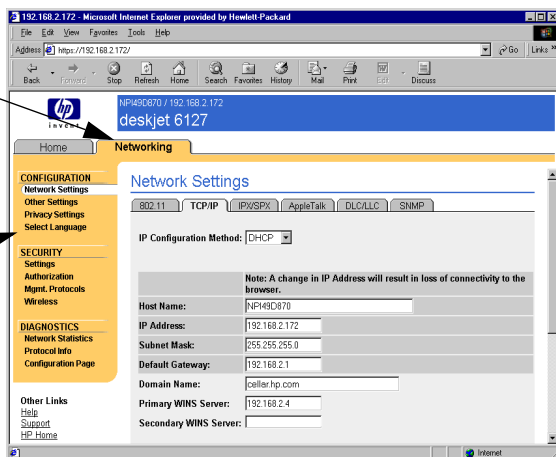 192.168.2.172 - Microsoft Internet Explorer provided by Hewlett-Packard
File Edit View Favorites Tools Help
Address https://192.168.2.172/ Go Links »
Back Forward Stop Refresh Home Search Favorites History Mail Print Edit Discuss
hp
invent
NPI49D870 / 192.168.2.172
deskjet 6127
Home Networking
CONFIGURATION
Network Settings
Other Settings
Privacy Settings
Select Language
SECURITY
Settings
Authorization
Mgmt. Protocols
Wireless
DIAGNOSTICS
Network Statistics
Protocol Info
Configuration Page
Other Links
Help
Support
HP Home
Network Settings
802.11 TCP/IP IPX/SPX AppleTalk DLC/LLC SNMP
IP Configuration Method: DHCP
Note: A change in IP Address will result in loss of connectivity to the
browser.
Host Name: NPI49D870
IP Address: 192.168.2.172
Subnet Mask: 255.255.255.0
Default Gateway: 192.168.2.1
Domain Name: cellar.hp.com
Primary WINS Server: 192.168.2.4
Secondary WINS Server:
Internet